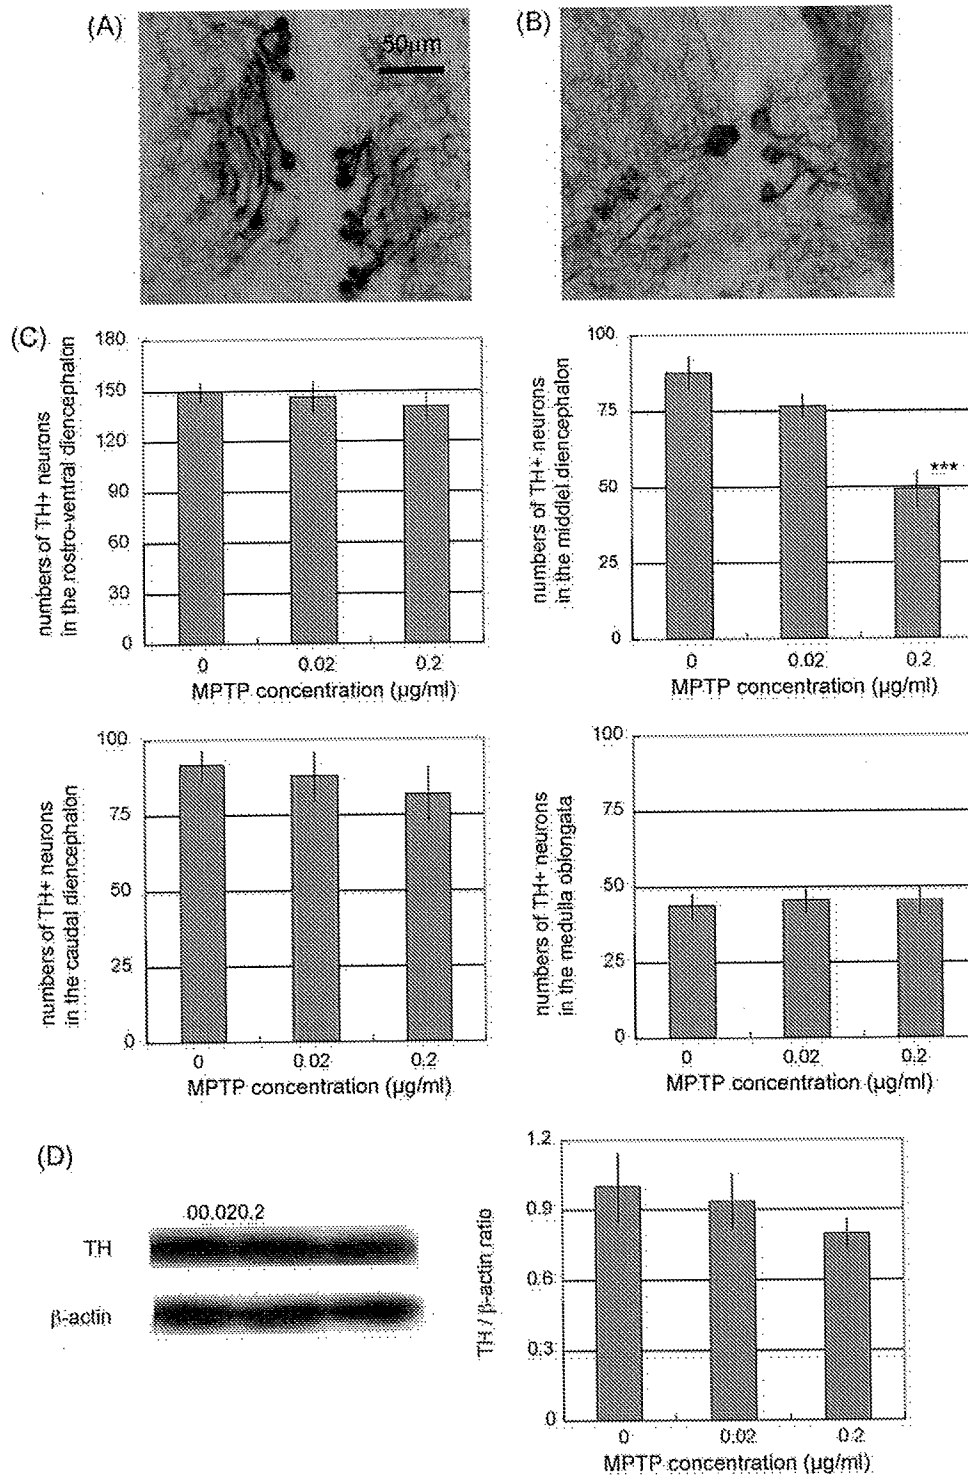 (A)
50µm
(B)
(C)
numbers of TH+ neurons
in the rostro-ventral diencephalon
180
150
120
90
60
30
0
0 0.02 0.2
MPTP concentration (µg/ml)
numbers of TH+ neurons
in the middlel diencephalon
100
75
50
25
0
***
0 0.02 0.2
MPTP concentration (µg/ml)
numbers of TH+ neurons
in the caudal diencephalon
100
75
50
25
0
0 0.02 0.2
MPTP concentration (µg/ml)
numbers of TH+ neurons
in the medulla oblongata
100
75
50
25
0
0 0.02 0.2
MPTP concentration (µg/ml)
(D)
00.020.2
TH
β-actin
TH / β-actin ratio
1.2
0.9
0.6
0.3
0
0 0.02 0.2
MPTP concentration (µg/ml)